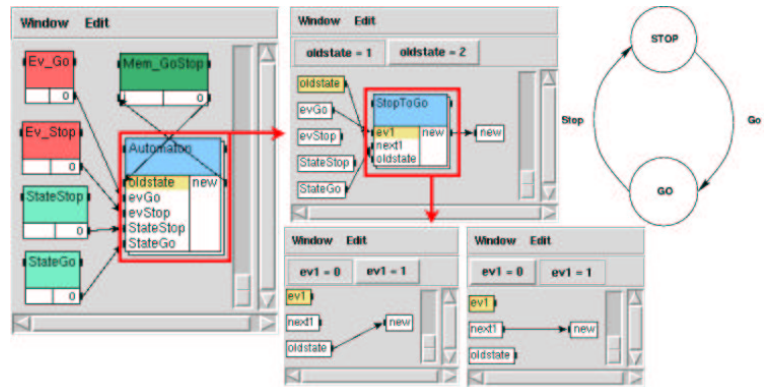 Window Edit
Ev_Go
0
Mem_GoStop
0
Ev_Stop
0
Automaton
oldstate new
evGo
evStop
StateStop
StateGo
StateStop
0
StateGo
0
Window Edit
oldstate = 1 oldstate = 2
oldstate
evGo
evStop
StateStop
StateGo
StopToGo
ev1 new
next1
oldstate
new
STOP
Stop
Go
GO
Window Edit
ev1 = 0 ev1 = 1
ev1
next1
oldstate
new
Window Edit
ev1 = 0 ev1 = 1
ev1
next1
oldstate
new